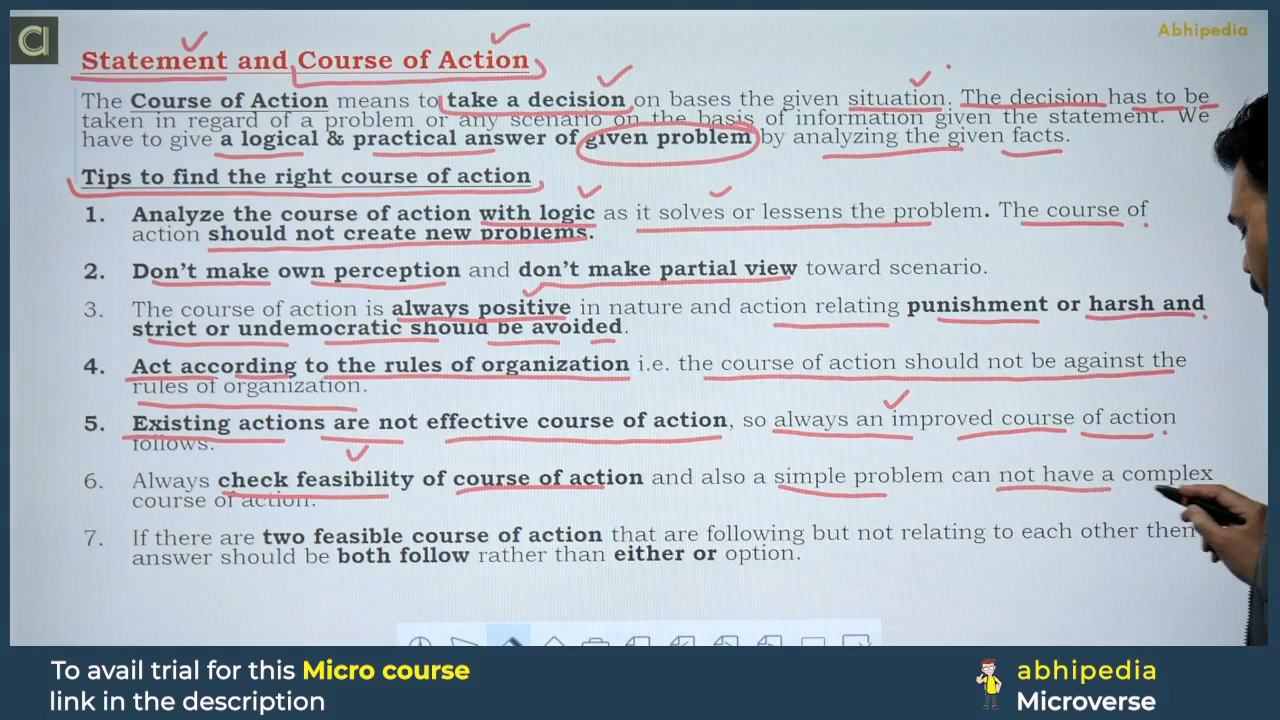 Abhipedia
a
Statement and Course of Action
The Course of Action means to take a decision on bases the given situation. The decision has to be
taken in regard of a problem or any scenario on the basis of information given the statement. We
have to give a logical & practical answer of given problem by analyzing the given facts.
Tips to find the right course of action
1. Analyze the course of action with logic as it solves or lessens the problem. The course of
action should not create new problems.
2. Don't make own perception and don't make partial view toward scenario.
3. The course of action is always positive in nature and action relating punishment or harsh and
strict or undemocratic should be avoided.
4. Act according to the rules of organization i.e. the course of action should not be against the
rules of organization.
5. Existing actions are not effective course of action, so always an improved course of action
follows.
6. Always check feasibility of course of action and also a simple problem can not have a complex
course of action.
7. If there are two feasible course of action that are following but not relating to each other then
answer should be both follow rather than either or option.
To avail trial for this Micro course
link in the description
abhipedia
Microverse